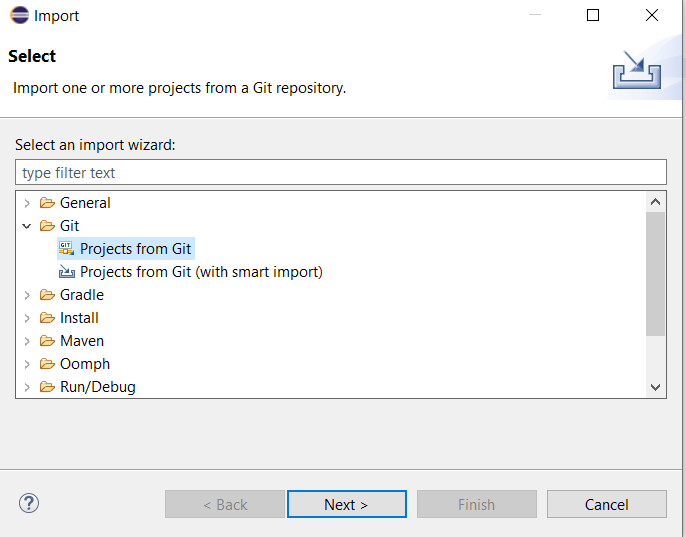 Import
Select
Import one or more projects from a Git repository.
Select an import wizard:
type filter text
General
Git
GIT
Projects from Git
Projects from Git (with smart import)
Gradle
Install
Maven
Oomph
Run/Debug
?
< Back
Next >
Finish
Cancel